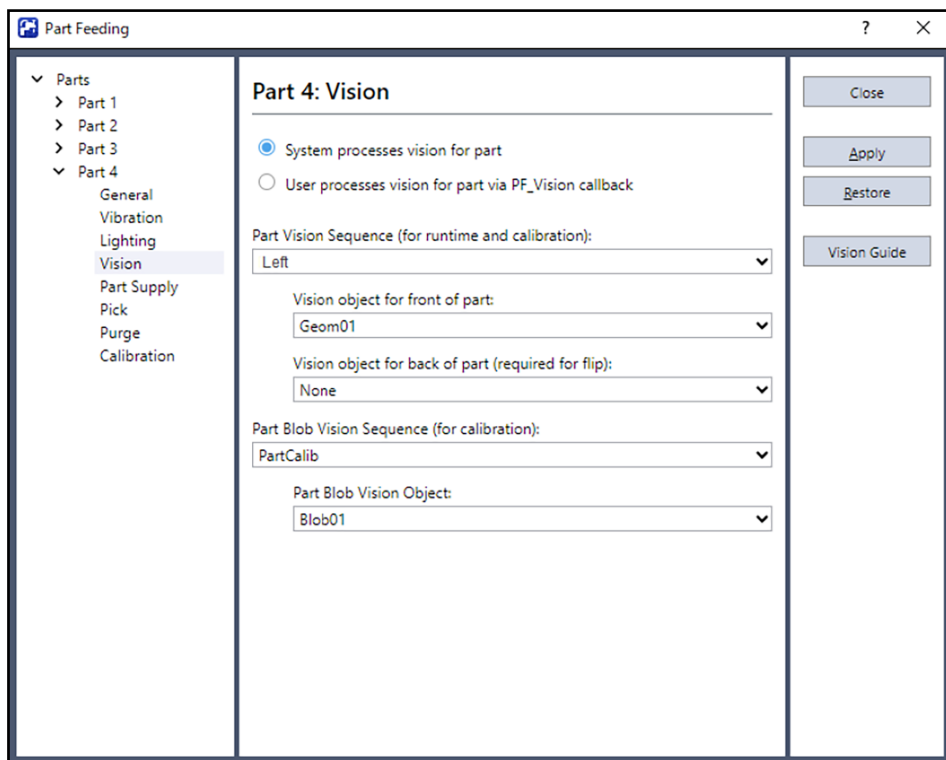 Part Feeding
? ×
Parts
Part 1
Part 2
Part 3
Part 4
General
Vibration
Lighting
Vision
Part Supply
Pick
Purge
Calibration
Part 4: Vision
System processes vision for part
User processes vision for part via PF_Vision callback
Part Vision Sequence (for runtime and calibration):
Left
Vision object for front of part:
Geom01
Vision object for back of part (required for flip):
None
Part Blob Vision Sequence (for calibration):
PartCalib
Part Blob Vision Object:
Blob01
Close
Apply
Restore
Vision Guide